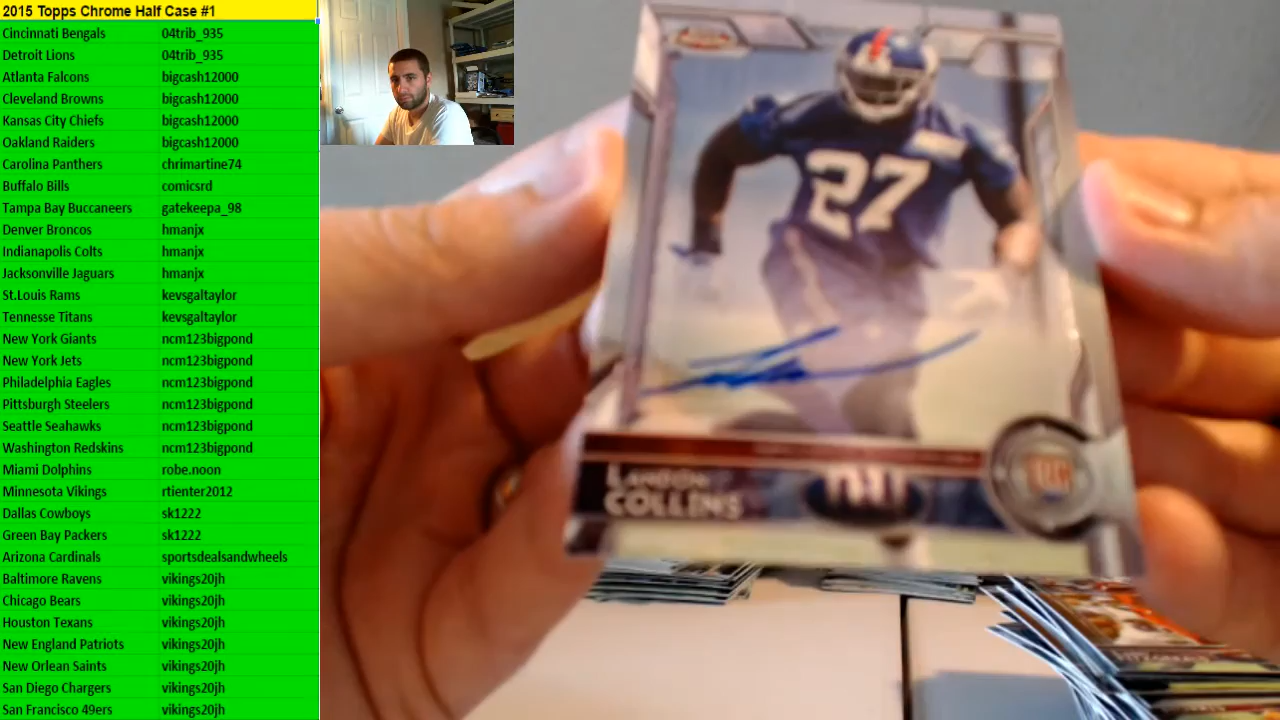 2015 Topps Chrome Half Case #1
Cincinnati Bengals 04trib_935
Detroit Lions 04trib_935
Atlanta Falcons bigcash12000
Cleveland Browns bigcash12000
Kansas City Chiefs bigcash12000
Oakland Raiders bigcash12000
Carolina Panthers chrimartine74
Buffalo Bills comicsrd
Tampa Bay Buccaneers gatekeepa_98
Denver Broncos hmanjx
Indianapolis Colts hmanjx
Jacksonville Jaguars hmanjx
St.Louis Rams kevsgaltaylor
Tennesse Titans kevsgaltaylor
New York Giants ncm123bigpond
New York Jets ncm123bigpond
Philadelphia Eagles ncm123bigpond
Pittsburgh Steelers ncm123bigpond
Seattle Seahawks ncm123bigpond
Washington Redskins ncm123bigpond
Miami Dolphins robe.noon
Minnesota Vikings rtienter2012
Dallas Cowboys sk1222
Green Bay Packers sk1222
Arizona Cardinals sportsdealsandwheels
Baltimore Ravens vikings20jh
Chicago Bears vikings20jh
Houston Texans vikings20jh
New England Patriots vikings20jh
New Orlean Saints vikings20jh
San Diego Chargers vikings20jh
San Francisco 49ers vikings20jh
27
LANDON
COLLINS